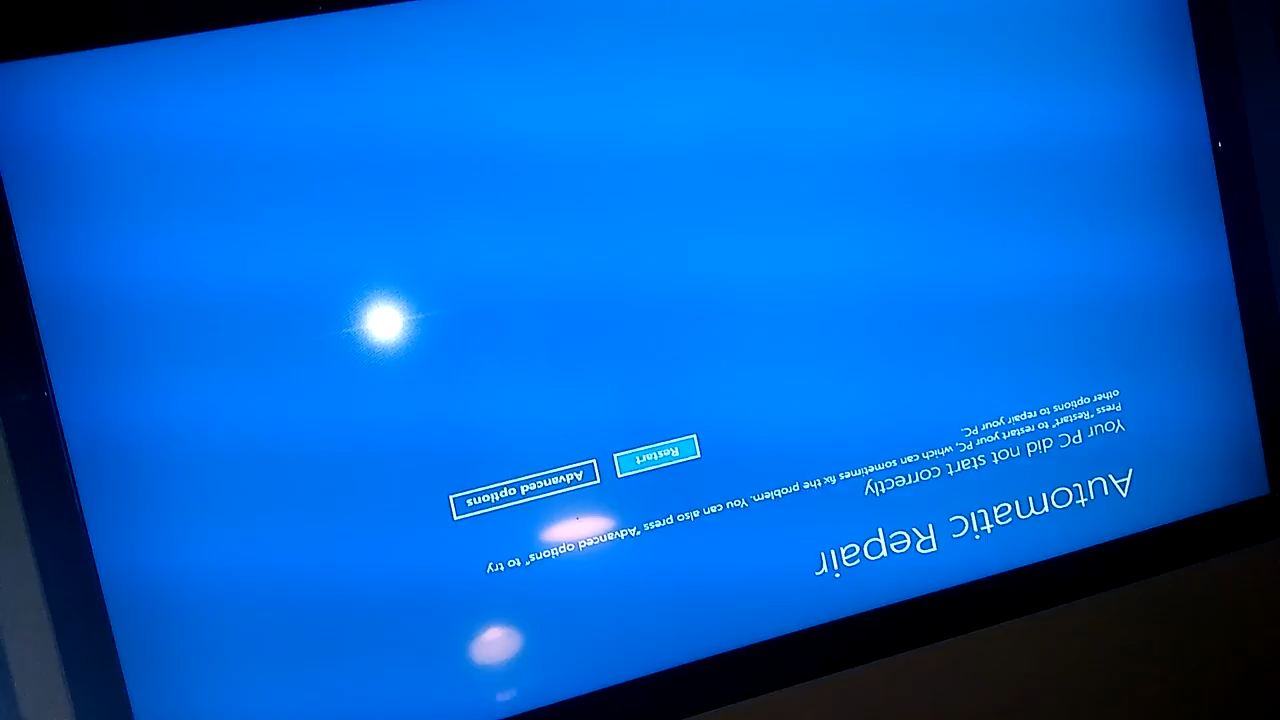 Automatic Repair
Your PC did not start correctly
Press "Restart" to restart your PC, which can sometimes fix the problem. You can also press "Advanced options" to try
other options to repair your PC.
Restart
Advanced options